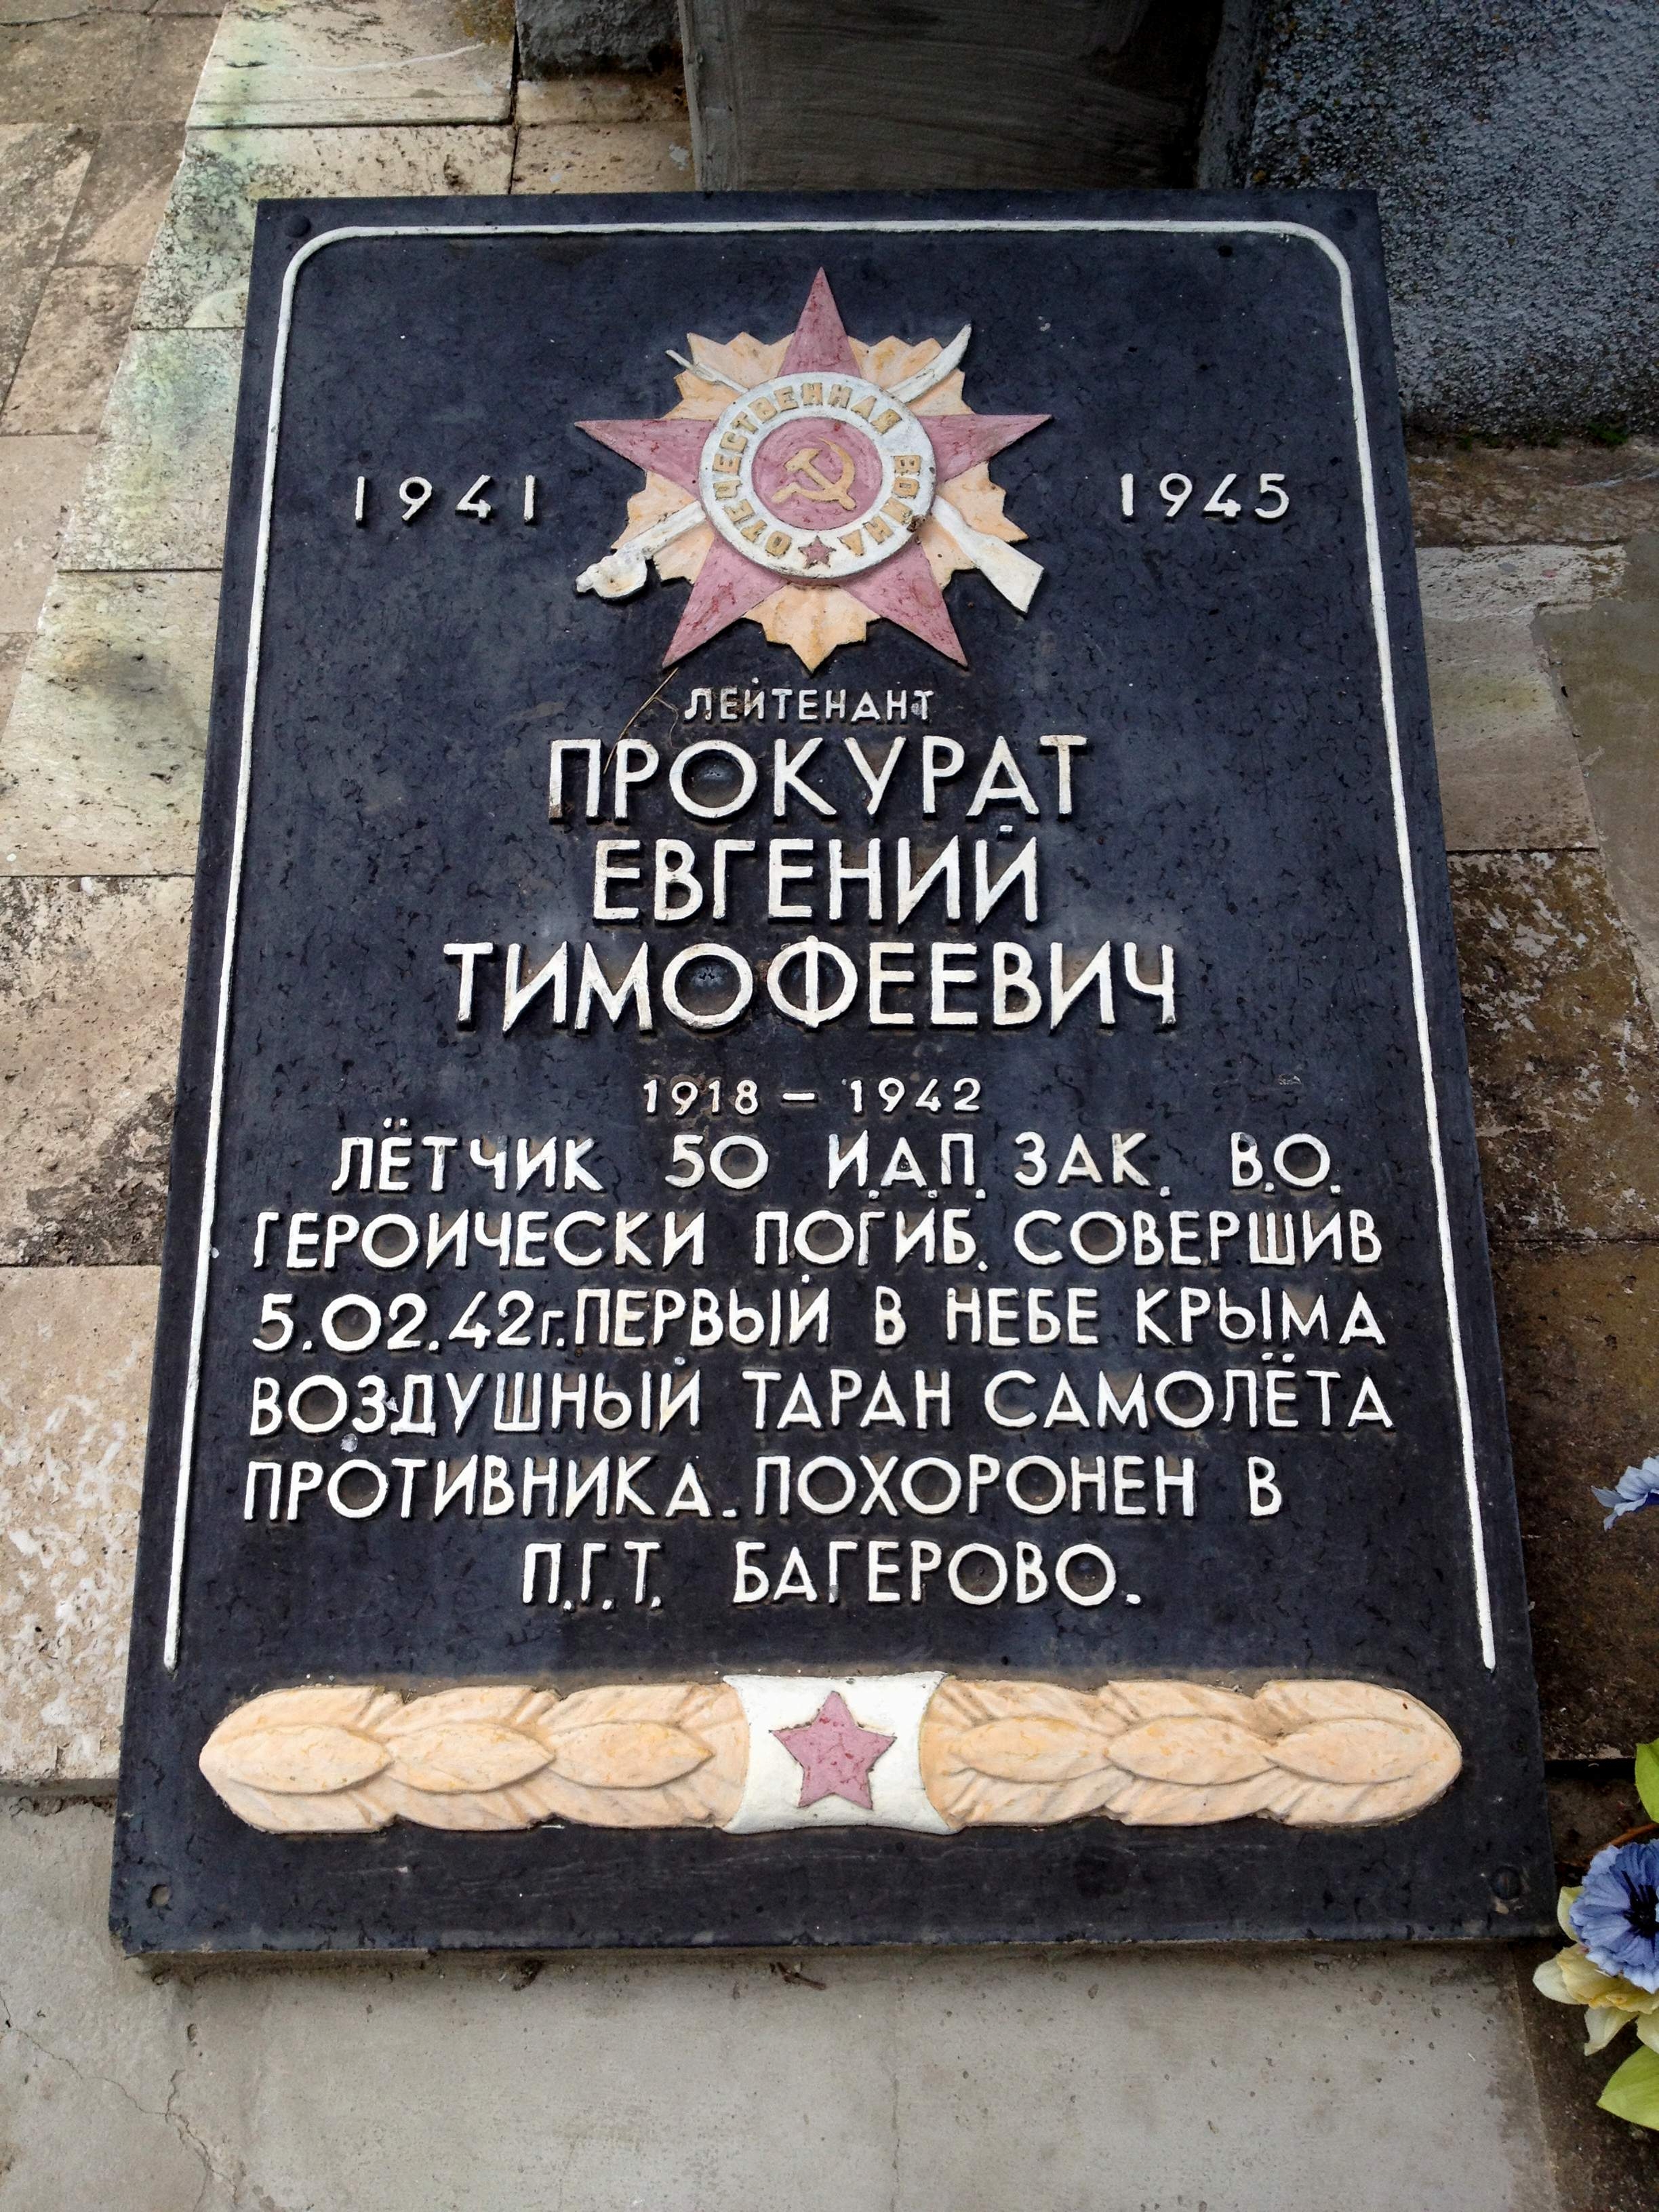 ОТЕЧЕСТВЕННАЯ ВОЙНА
1941 1945
ЛЕЙТЕНАНТ
ПРОКУРАТ
ЕВГЕНИЙ
ТИМОФЕЕВИЧ
1918 – 1942
ЛЁТЧИК 50 И.А.П. ЗАК. В.О.
ГЕРОИЧЕСКИ ПОГИБ. СОВЕРШИВ
5.02.42г. ПЕРВЫЙ В НЕБЕ КРЫМА
ВОЗДУШНЫЙ ТАРАН САМОЛЁТА
ПРОТИВНИКА. ПОХОРОНЕН В
П.Г.Т. БАГЕРОВО.